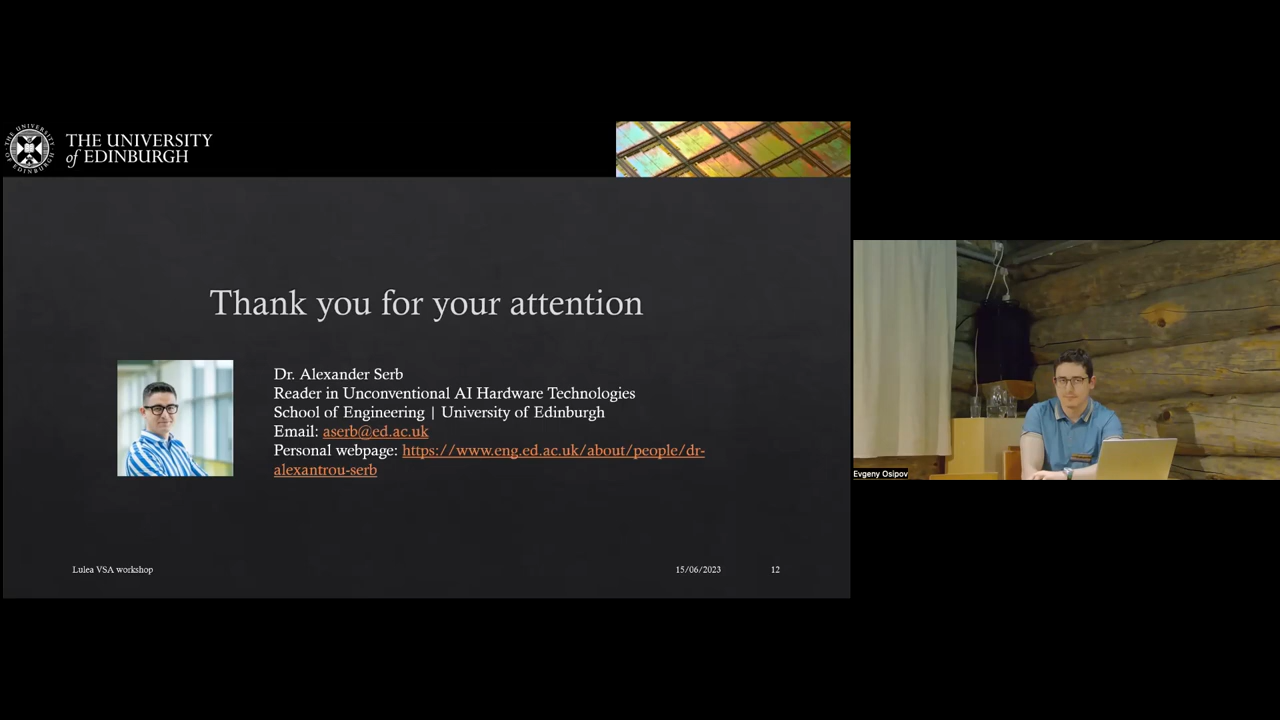 THE UNIVERSITY
of EDINBURGH
Thank you for your attention
Dr. Alexander Serb
Reader in Unconventional AI Hardware Technologies
School of Engineering | University of Edinburgh
Email: aserb@ed.ac.uk
Personal webpage: https://www.eng.ed.ac.uk/about/people/dr-
alexantrou-serb
Lulea VSA workshop
15/06/2023
12
Evgeny Osipov